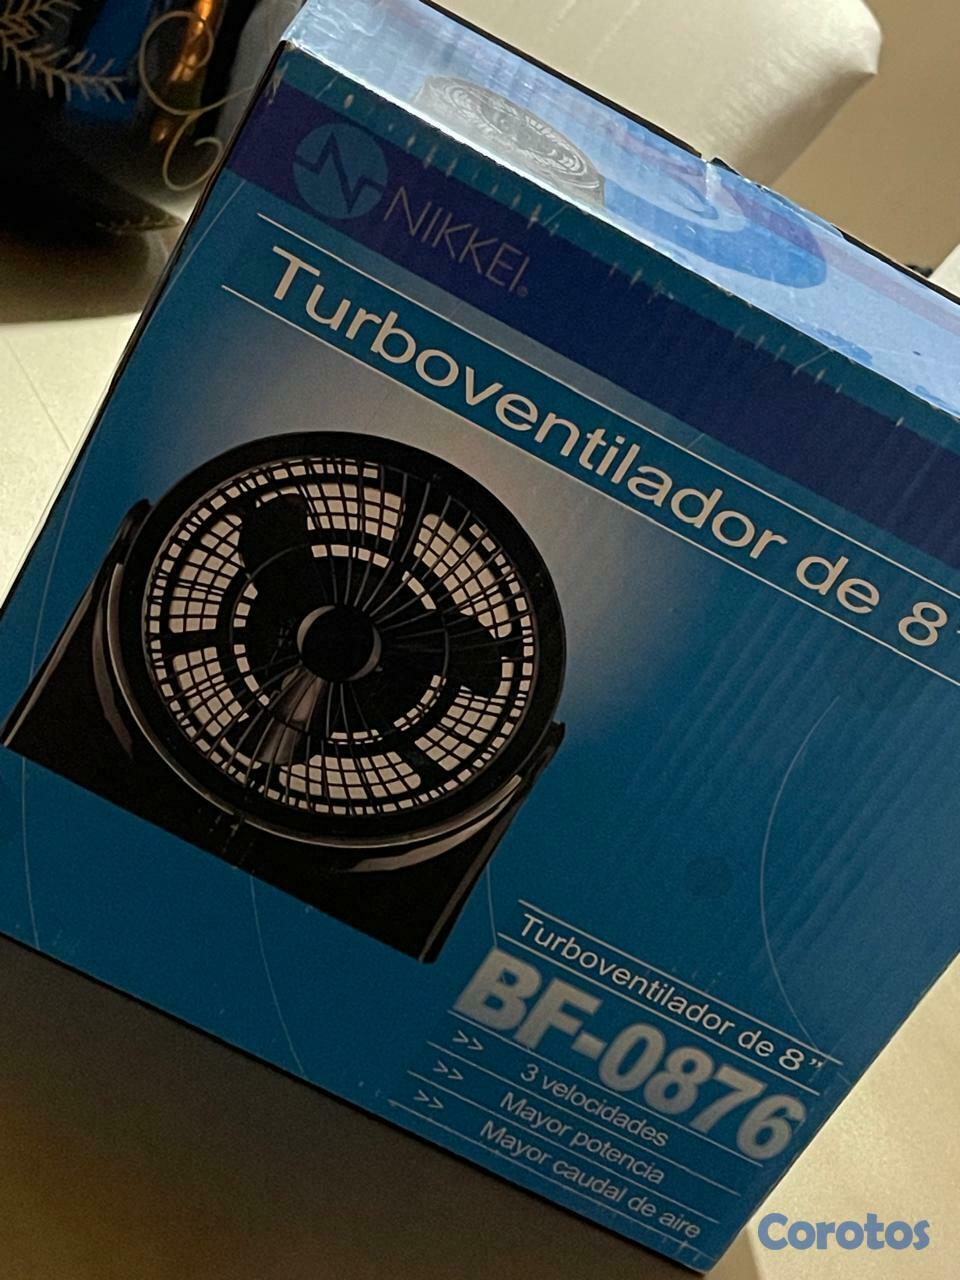 NIKKEI®
Turboventilador de 8"
Turboventilador de 8”
BF-0876
>> 3 velocidades
>> Mayor potencia
>> Mayor caudal de aire
Corotos